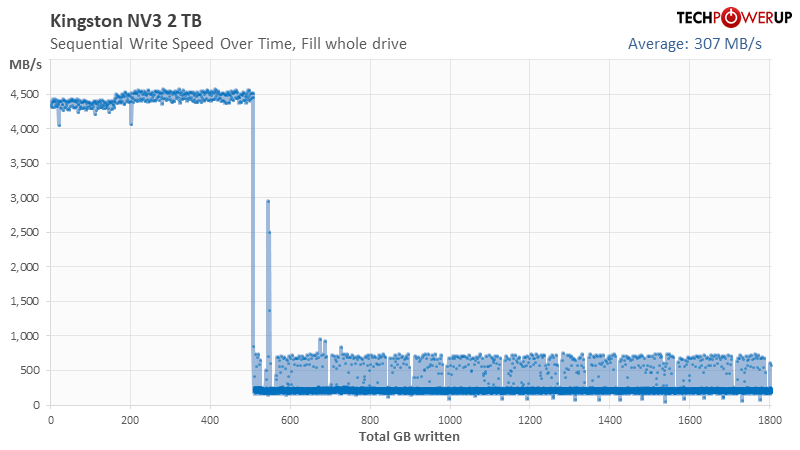 Kingston NV3 2 TB
TECHPOWERUP
Sequential Write Speed Over Time, Fill whole drive
Average: 307 MB/s
MB/s
4,500
4,000
3,500
3,000
2,500
2,000
1,500
1,000
500
0
0 200 400 600 800 1000 1200 1400 1600 1800
Total GB written